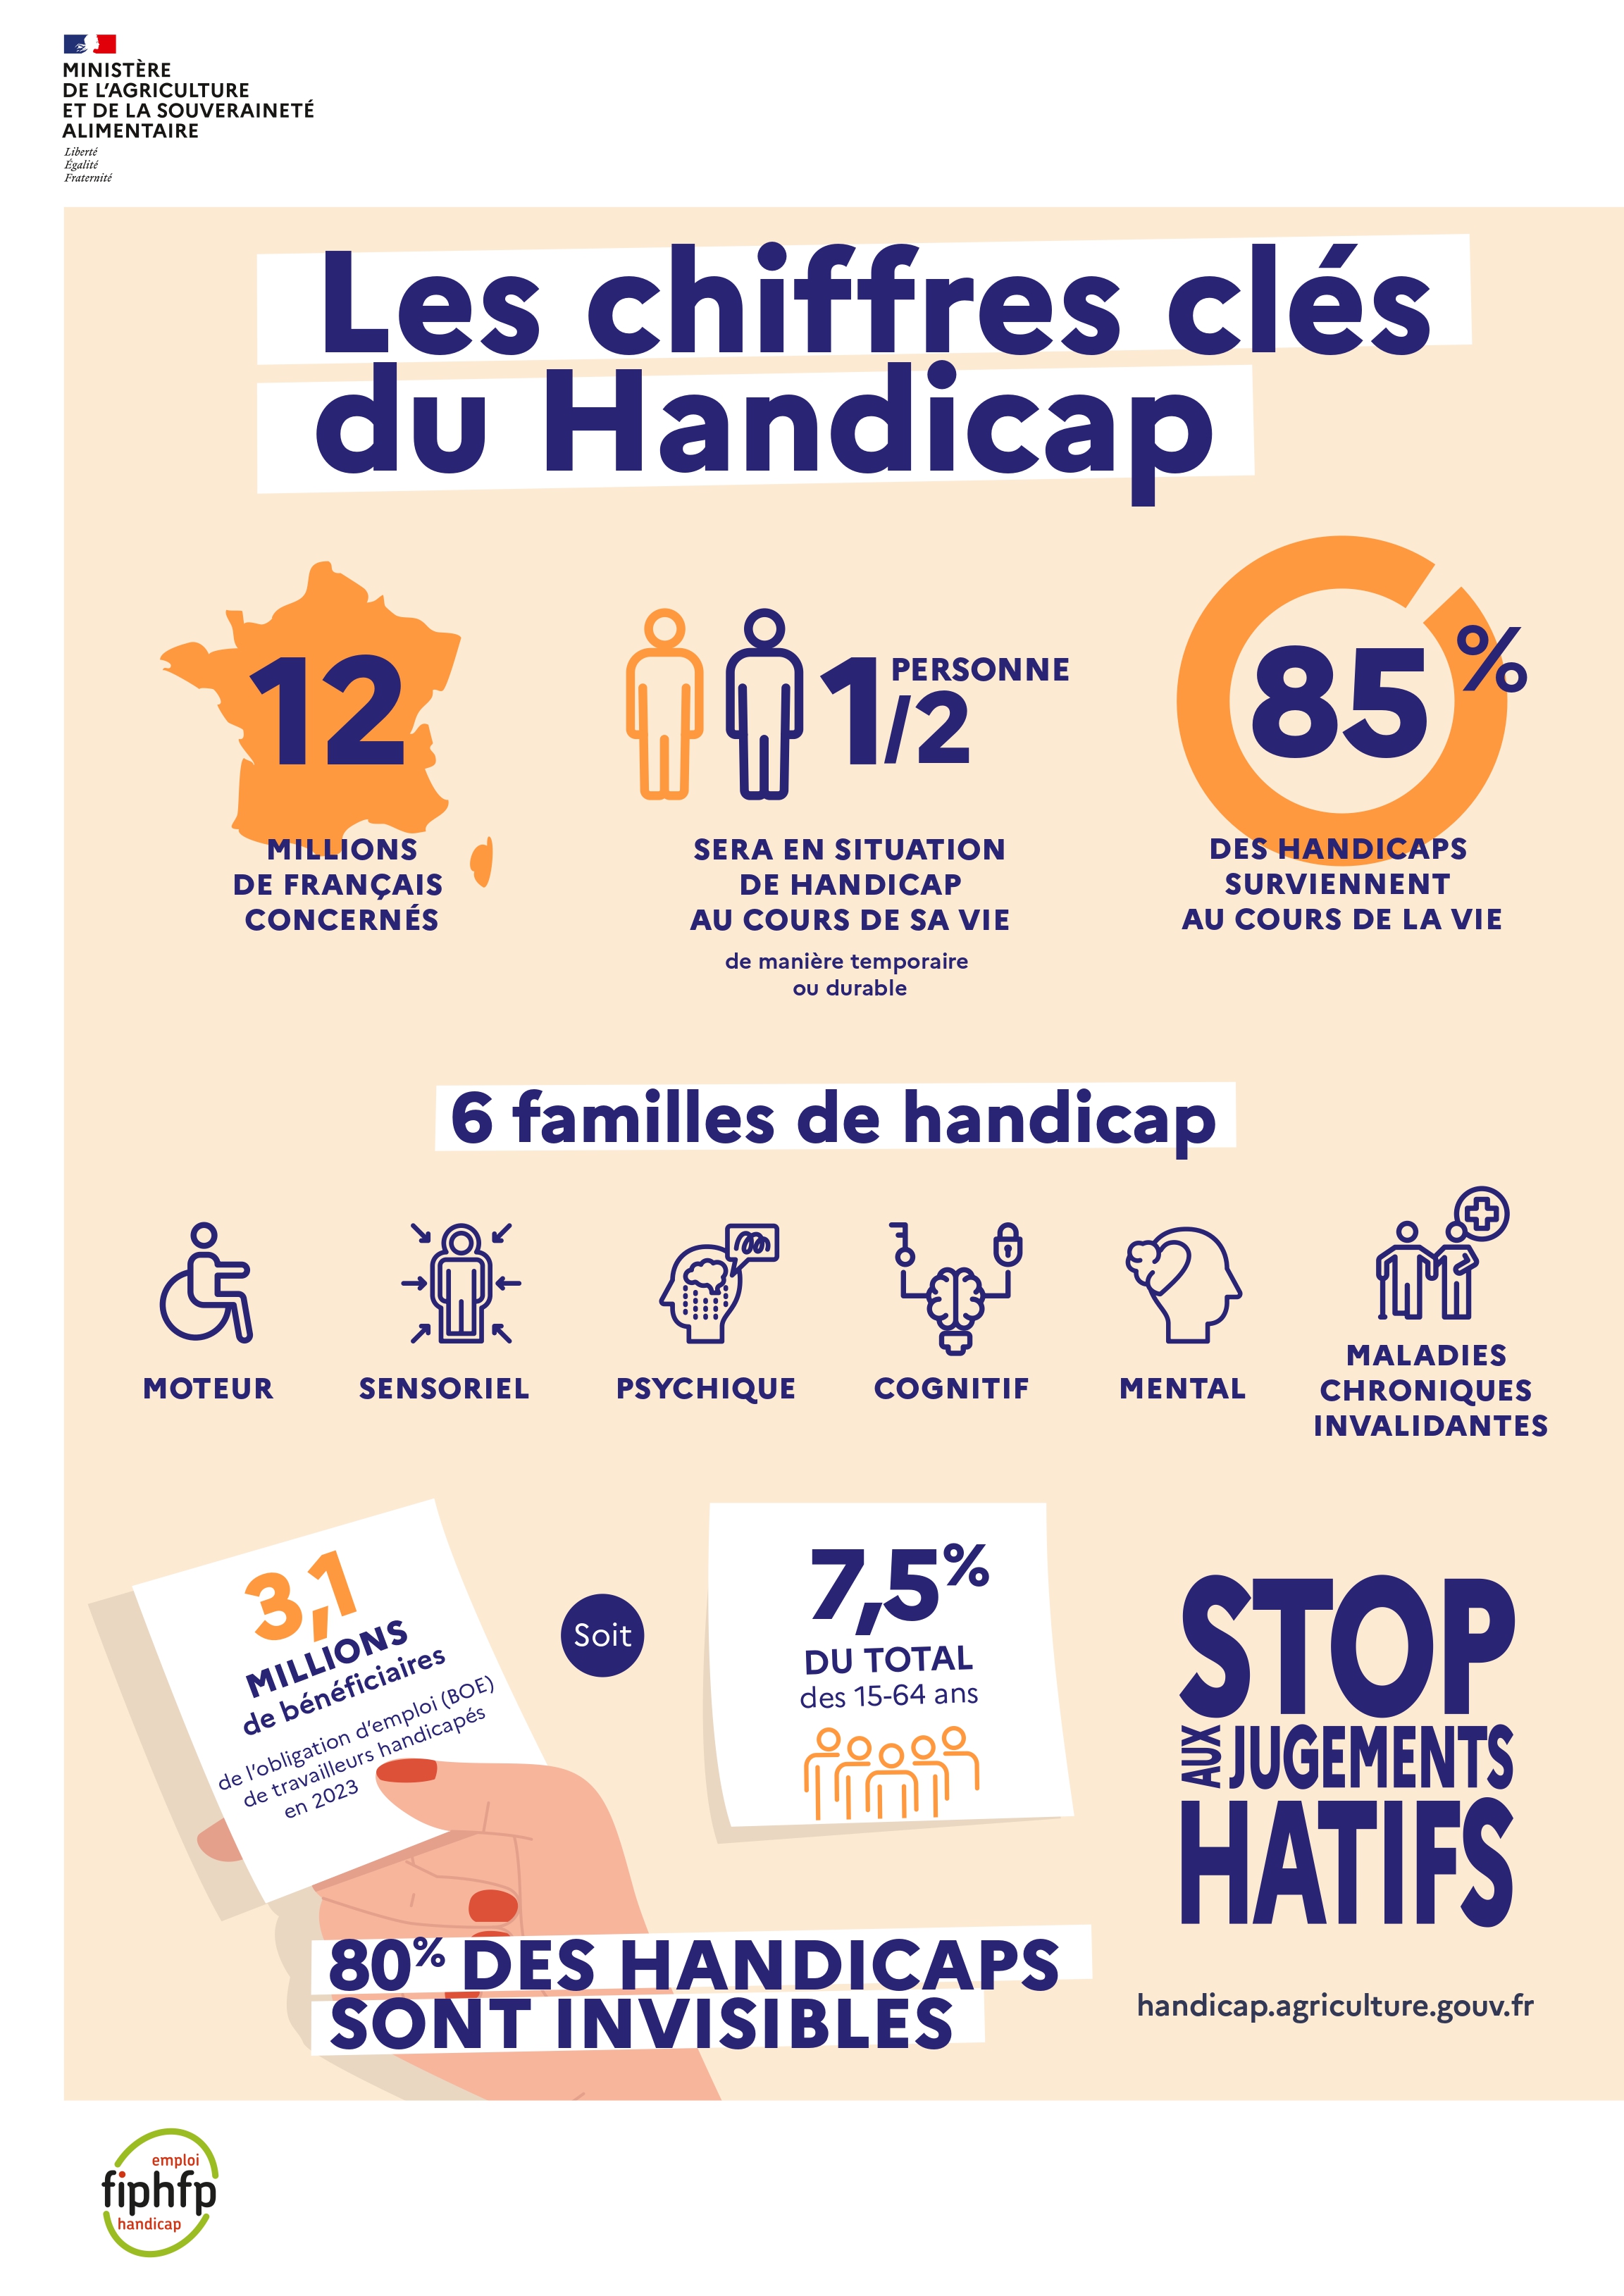 MINISTÈRE
DE L'AGRICULTURE
ET DE LA SOUVERAINETÉ
ALIMENTAIRE
Liberté
Égalité
Fraternité
Les chiffres clés
du Handicap
12
MILLIONS
DE FRANÇAIS
CONCERNÉS
1 PERSONNE
/2
SERA EN SITUATION
DE HANDICAP
AU COURS DE SA VIE
de manière temporaire
ou durable
85 %
DES HANDICAPS
SURVIENNENT
AU COURS DE LA VIE
6 familles de handicap
MOTEUR
SENSORIEL
PSYCHIQUE
COGNITIF
MENTAL
MALADIES
CHRONIQUES
INVALIDANTES
3,1
MILLIONS
de bénéficiaires
de l'obligation d'emploi (BOE)
de travailleurs handicapés
en 2023
Soit
7,5%
DU TOTAL
des 15-64 ans
STOP
AUX JUGEMENTS
HATIFS
80% DES HANDICAPS
SONT INVISIBLES
handicap.agriculture.gouv.fr
emploi
fiphfp
handicap